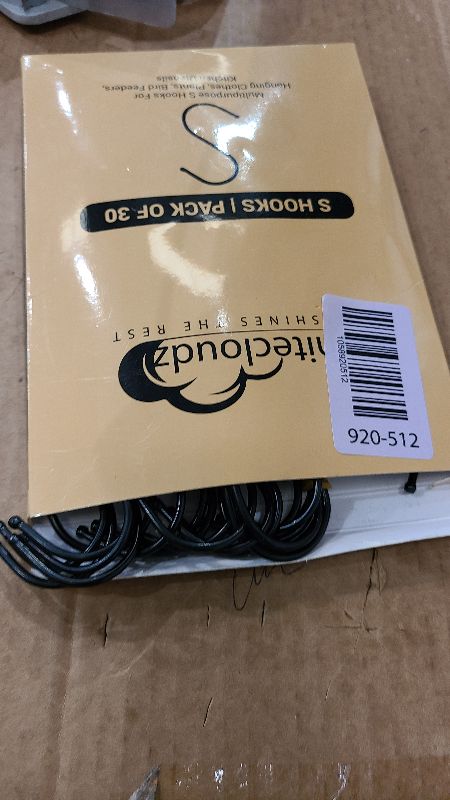 hitecloudz
SHINES THE REST
S HOOKS | PACK OF 30
Multipurpose S Hooks For
Hanging Clothes, Plants, Bird Feeders,
Kitchen Utensils
1058920512
920-512